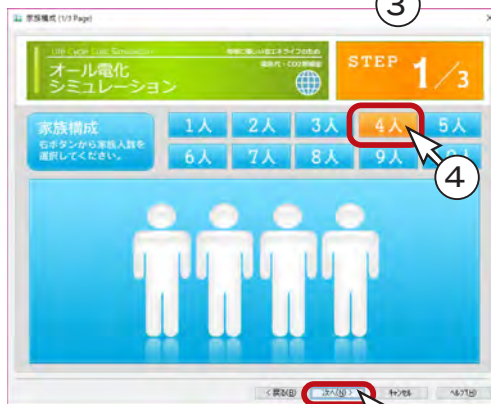 ③
家族構成 (1/3 Page)
Life Cycle Cost Simulation
オール電化
シミュレーション
STEP 1/3
家族構成
右ボタンから家族人数を
選択してください。
1人 2人 3人 4人 5人
6人 7人 8人 9人
④
< 戻る(B) 次へ(N) > キャンセル ヘルプ(H)